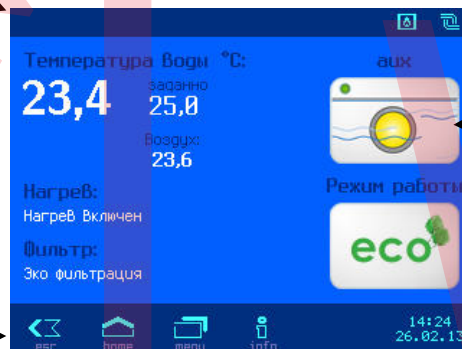 Температура воды °C:
aux
23,4
заданно
25,0
Воздух:
23,6
Нагрев:
Режим работы
Нагрев Включен
Фильтр:
eco
Эко фильтрация
esc
home
menu
info
14:24
26.02.13